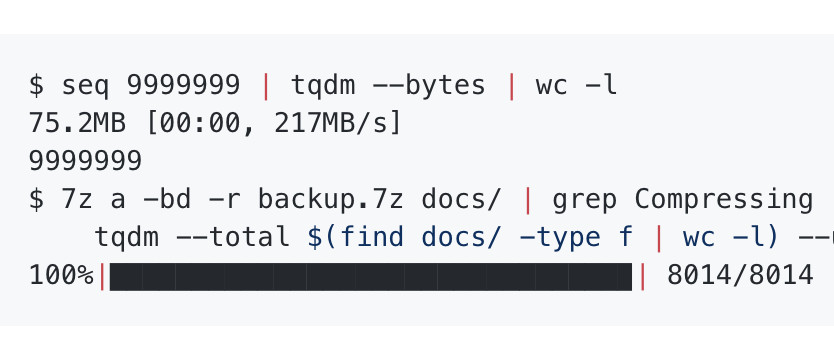 $ seq 9999999 | tqdm --bytes | wc -l
75.2MB [00:00, 217MB/s]
9999999
$ 7z a -bd -r backup.7z docs/ | grep Compressing
tqdm --total $(find docs/ -type f | wc -l) --
100%|████████████████████████████████| 8014/8014